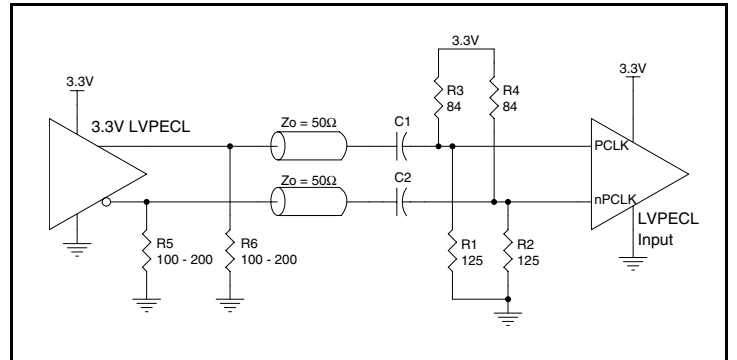 3.3V
3.3V LVPECL
R5
100 - 200
R6
100 - 200
Zo = 50Ω
Zo = 50Ω
C1
C2
3.3V
R3
84
R4
84
R1
125
R2
125
3.3V
PCLK
nPCLK
LVPECL
Input